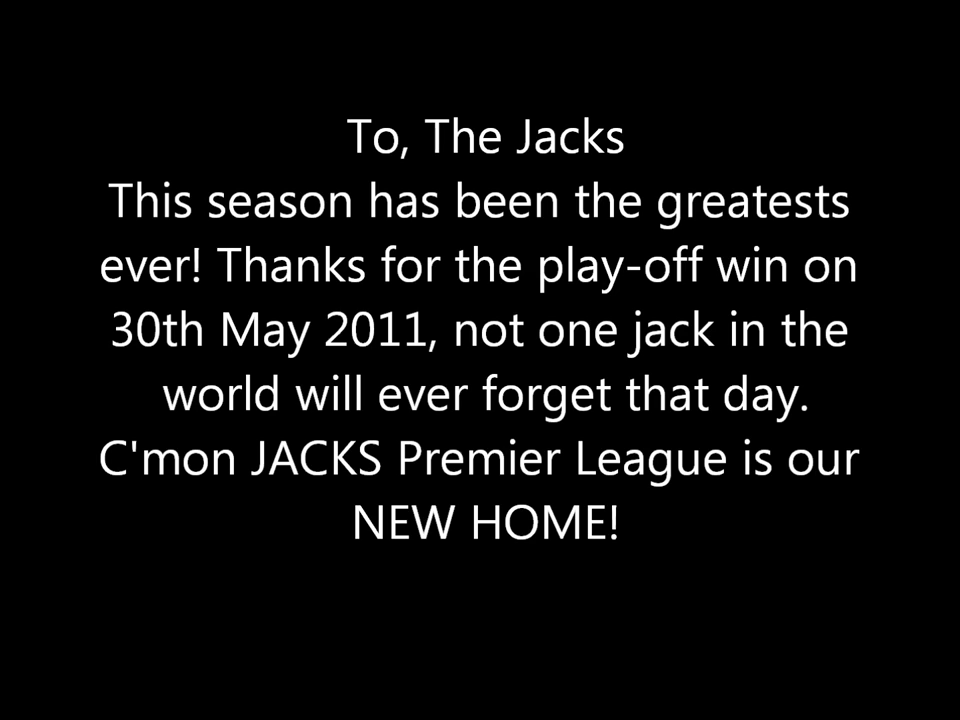 To, The Jacks
This season has been the greatests
ever! Thanks for the play-off win on
30th May 2011, not one jack in the
world will ever forget that day.
C'mon JACKS Premier League is our
NEW HOME!